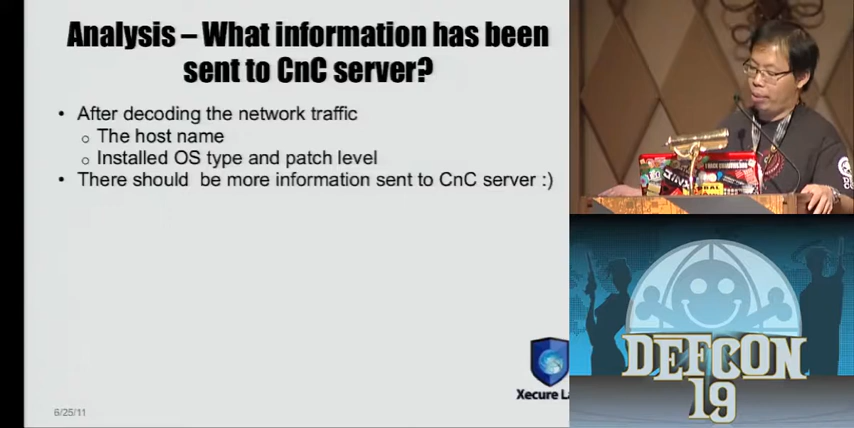 Analysis – What information has been
sent to CnC server?
• After decoding the network traffic
o The host name
o Installed OS type and patch level
• There should be more information sent to CnC server :)
Xecure La
6/25/11
DEFCON
19